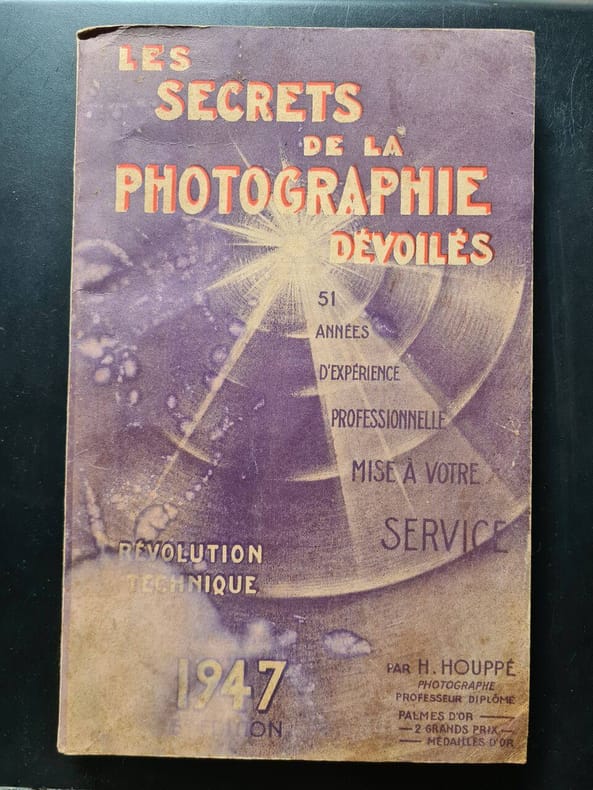 LES
SECRETS
DE LA
PHOTOGRAPHIE
DÉVOILÉS
51
ANNÉES
D'EXPÉRIENCE
PROFESSIONNELLE
MISE À VOTRE
SERVICE
RÉVOLUTION
TECHNIQUE
1947
EDITION
PAR H. HOUPPÉ
PHOTOGRAPHE
PROFESSEUR DIPLÔMÉ
PALMES D'OR
2 GRANDS PRIX
MÉDAILLES D'OR